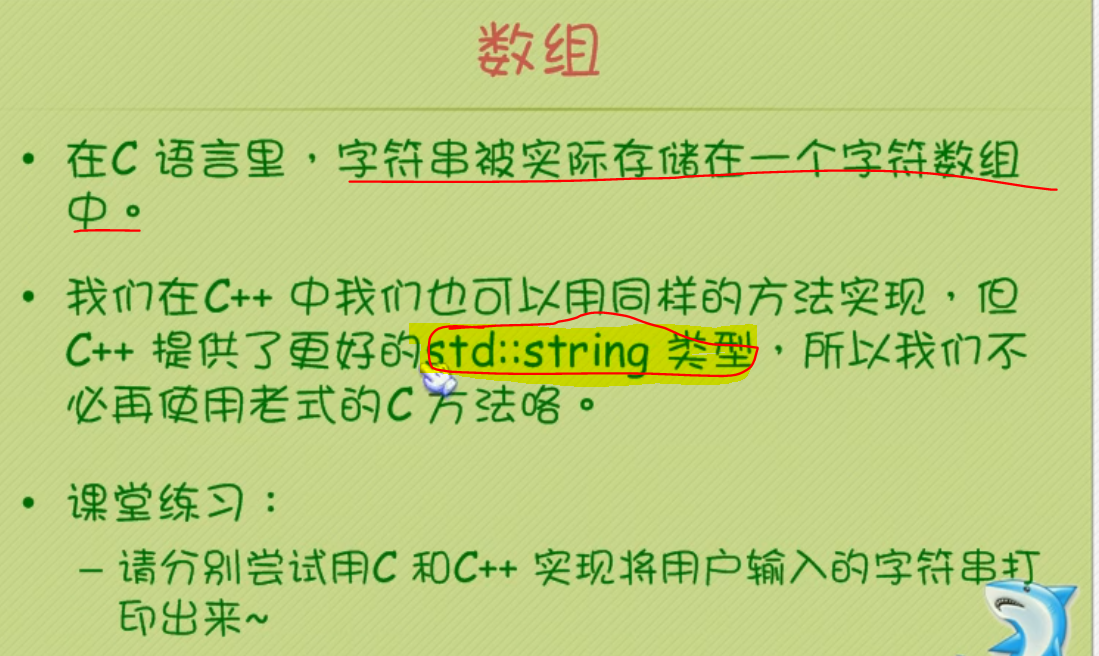 数组
• 在C 语言里，字符串被实际存储在一个字符数组
中。
• 我们在C++ 中我们也可以用同样的方法实现，但
C++ 提供了更好的std::string 类型，所以我们不
必再使用老式的C 方法咯。
• 课堂练习：
– 请分别尝试用C 和C++ 实现将用户输入的字符串打
印出来~